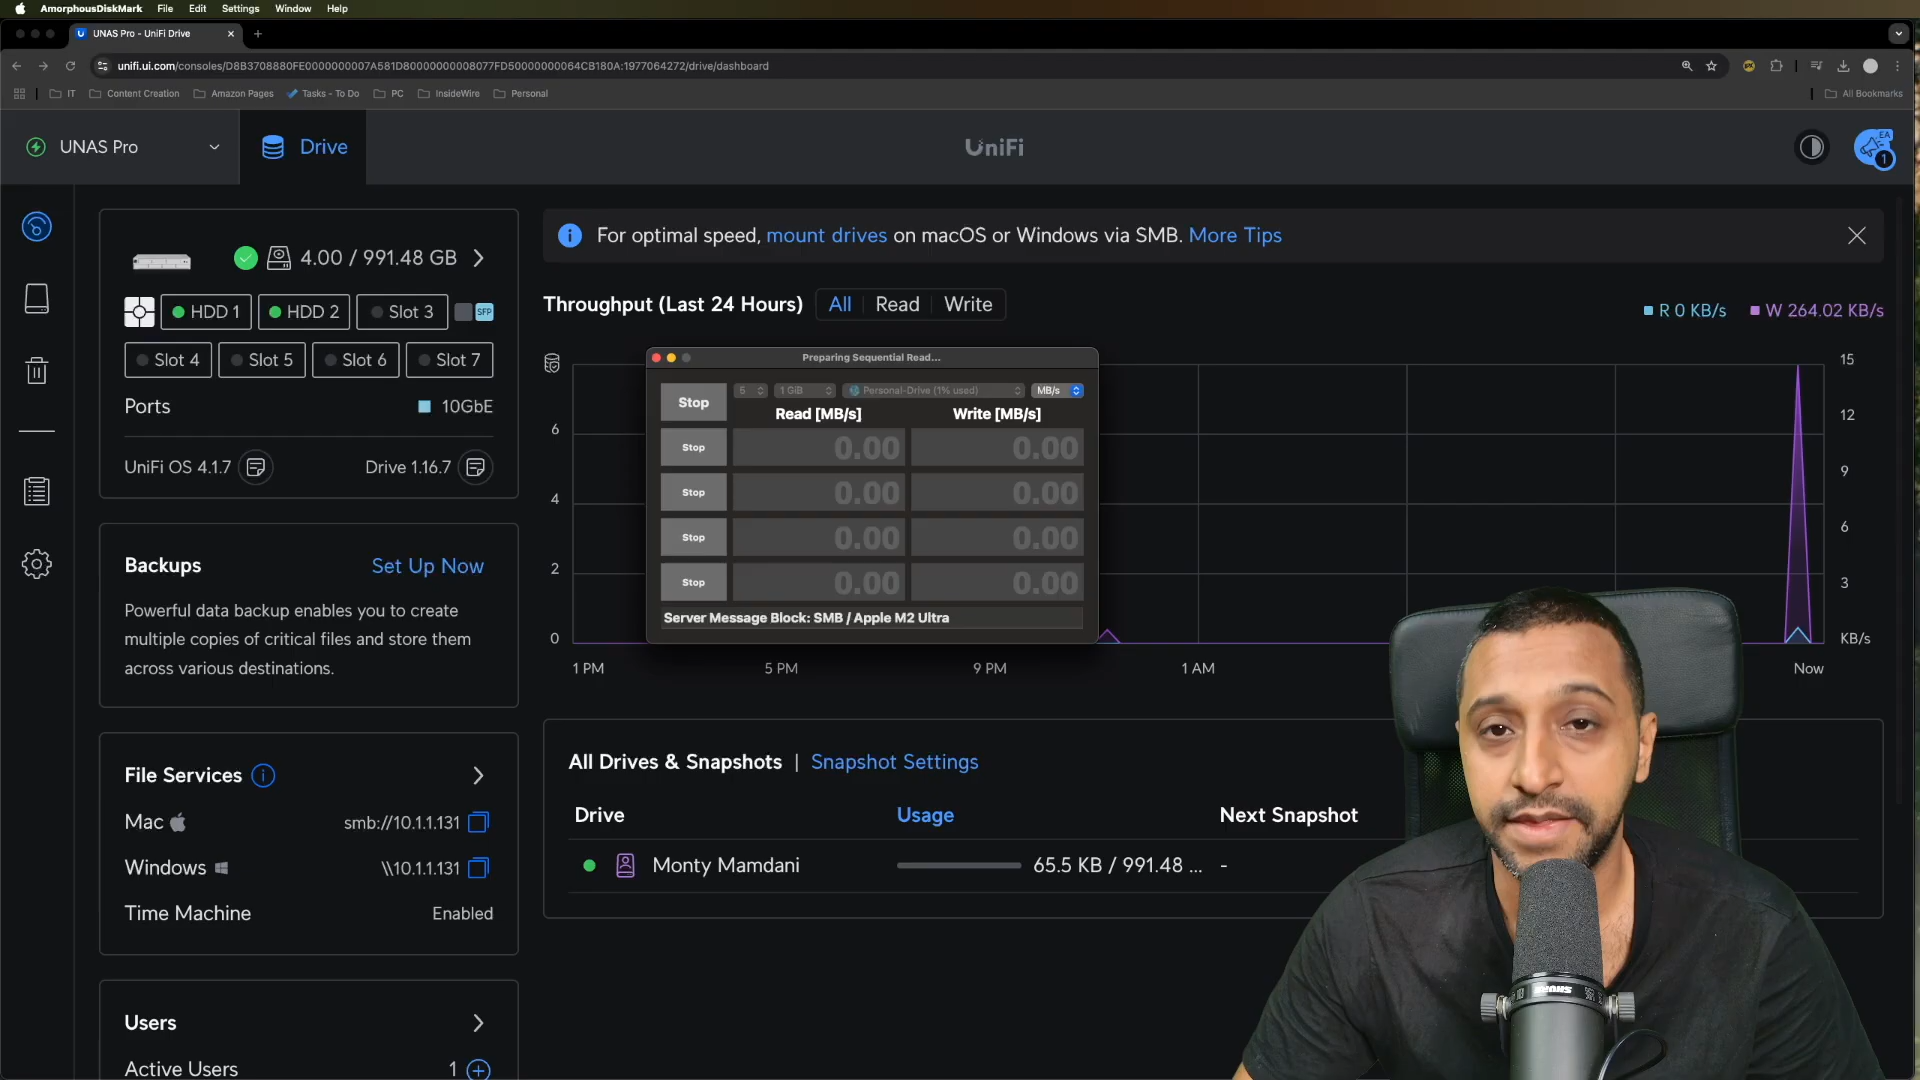 AmorphousDiskMark File Edit Settings Window Help
UNAS Pro - UniFi Drive
unifi.ui.com/consoles/D8B3708880FE0000000007A581D80000000008077FD50000000064CB180A:1977064272/drive/dashboard
IT Content Creation Amazon Pages Tasks - To Do PC InsideWire Personal All Bookmarks
UNAS Pro Drive UniFi EA 1
4.00 / 991.48 GB
HDD 1 HDD 2 Slot 3 SFP
Slot 4 Slot 5 Slot 6 Slot 7
Ports 10GbE
UniFi OS 4.1.7 Drive 1.16.7
Backups Set Up Now
Powerful data backup enables you to create
multiple copies of critical files and store them
across various destinations.
File Services
Mac smb://10.1.1.131
Windows \\10.1.1.131
Time Machine Enabled
Users
Active Users 1
For optimal speed, mount drives on macOS or Windows via SMB. More Tips
Throughput (Last 24 Hours) All Read Write
R 0 KB/s W 264.02 KB/s
6
4
2
0
15
12
9
6
3
KB/s
1 PM 5 PM 9 PM 1 AM Now
Preparing Sequential Read...
Stop 5 1 GiB Personal-Drive (1% used) MB/s
Read [MB/s] Write [MB/s]
Stop 0.00 0.00
Stop 0.00 0.00
Stop 0.00 0.00
Stop 0.00 0.00
Server Message Block: SMB / Apple M2 Ultra
All Drives & Snapshots | Snapshot Settings
Drive Usage Next Snapshot
Monty Mamdani 65.5 KB / 991.48 ... -
SHURE